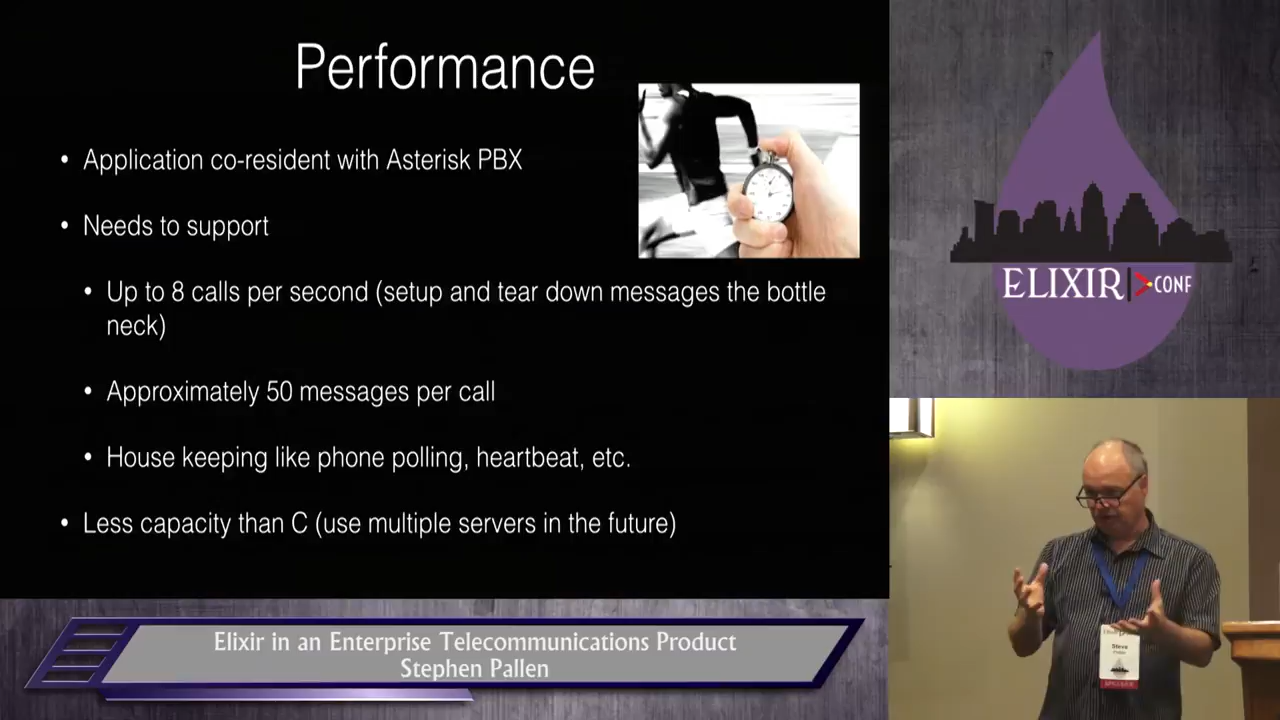 Performance
• Application co-resident with Asterisk PBX
• Needs to support
• Up to 8 calls per second (setup and tear down messages the bottle
neck)
• Approximately 50 messages per call
• House keeping like phone polling, heartbeat, etc.
• Less capacity than C (use multiple servers in the future)
ELIXIR CONF
Steve
SPEAKER
Elixir in an Enterprise Telecommunications Product
Stephen Pallen